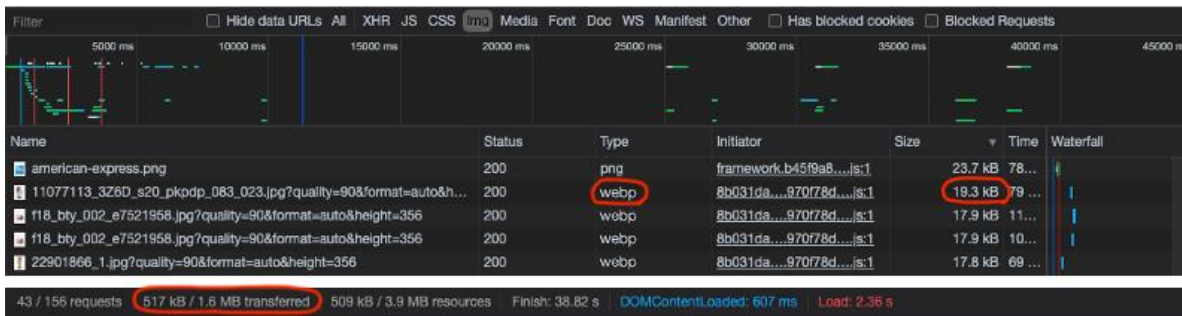 Filter Hide data URLs All XHR JS CSS Img Media Font Doc WS Manifest Other Has blocked cookies Blocked Requests
5000 ms 10000 ms 15000 ms 20000 ms 25000 ms 30000 ms 35000 ms 40000 ms 45000 m
Name Status Type Initiator Size Time Waterfall
american-express.png 200 png framework.b45f9a8....js:1 23.7 kB 78...
11077113_3Z6D_s20_pkpdp_083_023.jpg?quality=90&format=auto&h... 200 webp 8b031da....970f78d....js:1 19.3 kB 79 ...
f18_bty_002_e7521958.jpg?quality=90&format=auto&height=356 200 webp 8b031da....970f78d....js:1 17.9 kB 11...
f18_bty_002_e7521958.jpg?quality=90&format=auto&height=356 200 webp 8b031da....970f78d....js:1 17.9 kB 10...
22901866_1.jpg?quality=90&format=auto&height=356 200 webp 8b031da....970f78d....js:1 17.8 kB 69 ...
43 / 156 requests 517 kB / 1.6 MB transferred 509 kB / 3.9 MB resources Finish: 38.82 s DOMContentLoaded: 607 ms Load: 2.36 s